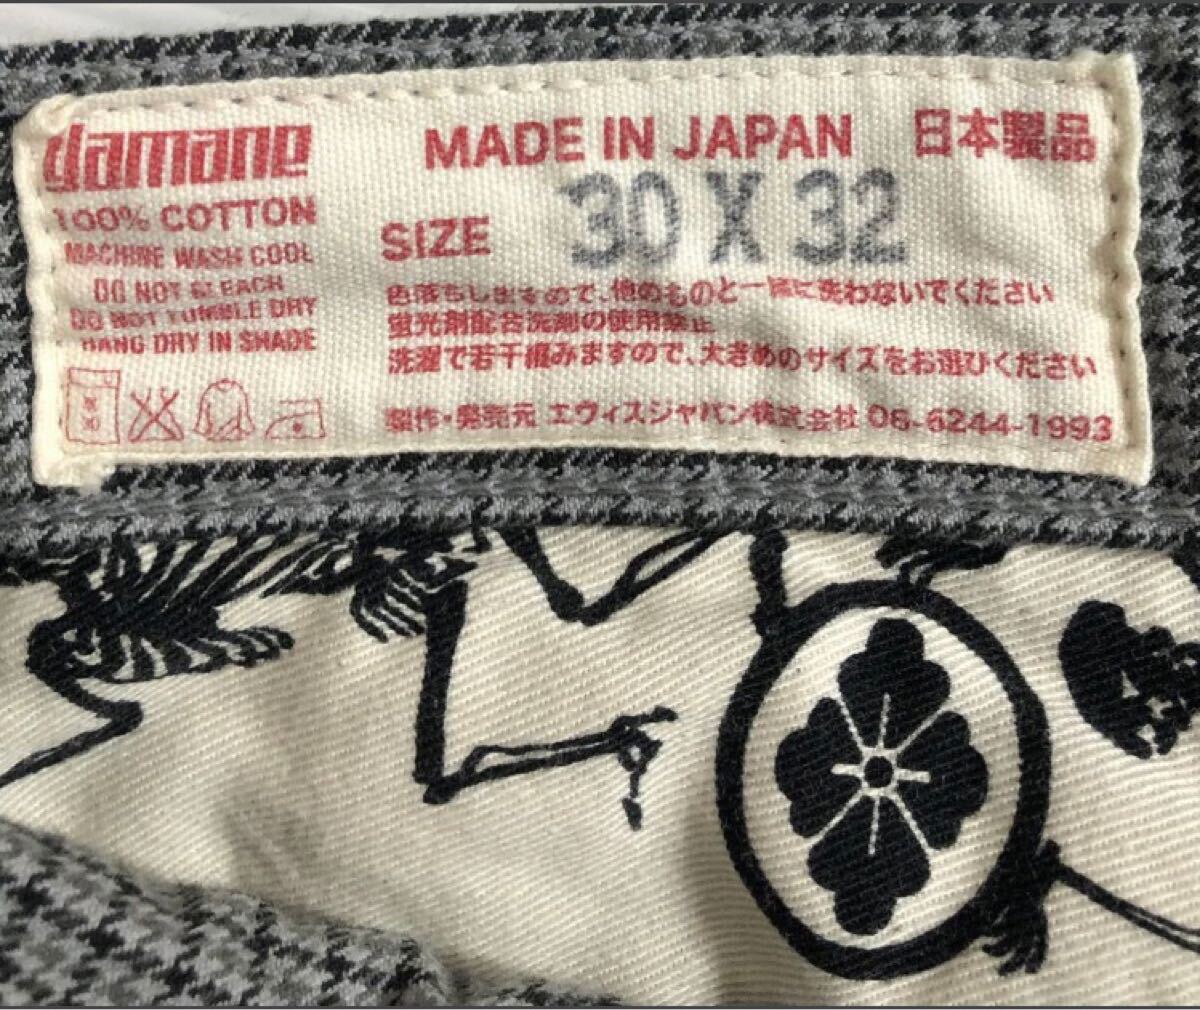 damane
100% COTTON
MACHINE WASH COOL
DO NOT BLEACH
DO NOT TUMBLE DRY
HANG DRY IN SHADE
MADE IN JAPAN 日本製品
SIZE 30 X 32
色落ちしますので、他のものと一緒に洗わないでください
蛍光剤配合洗剤の使用禁止
洗濯で若干縮みますので、大きめのサイズをお選びください
製作・発売元 エヴィスジャパン株式会社 06-6244-1993